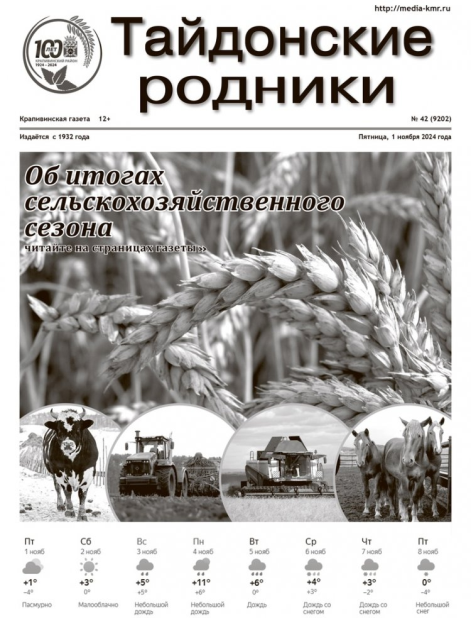 http://media-kmr.ru
100 ЛЕТ
КРАПИВИНСКИЙ РАЙОН
1924 - 2024
Тайдонские
родники
Крапивинская газета 12+ № 42 (9202)
Издаётся с 1932 года Пятница, 1 ноября 2024 года
Об итогах
сельскохозяйственного
сезона
читайте на страницах газеты »
Пт Сб Вс Пн Вт Ср Чт Пт
1 нояб 2 нояб 3 нояб 4 нояб 5 нояб 6 нояб 7 нояб 8 нояб
+1° +3° +5° +11° +6° +4° +3° 0°
-4° 0° +5° +6° 0° +3° -2° -4°
Пасмурно Малооблачно Небольшой Небольшой Дождь Дождь со Дождь со Небольшой
дождь дождь снегом снегом снег